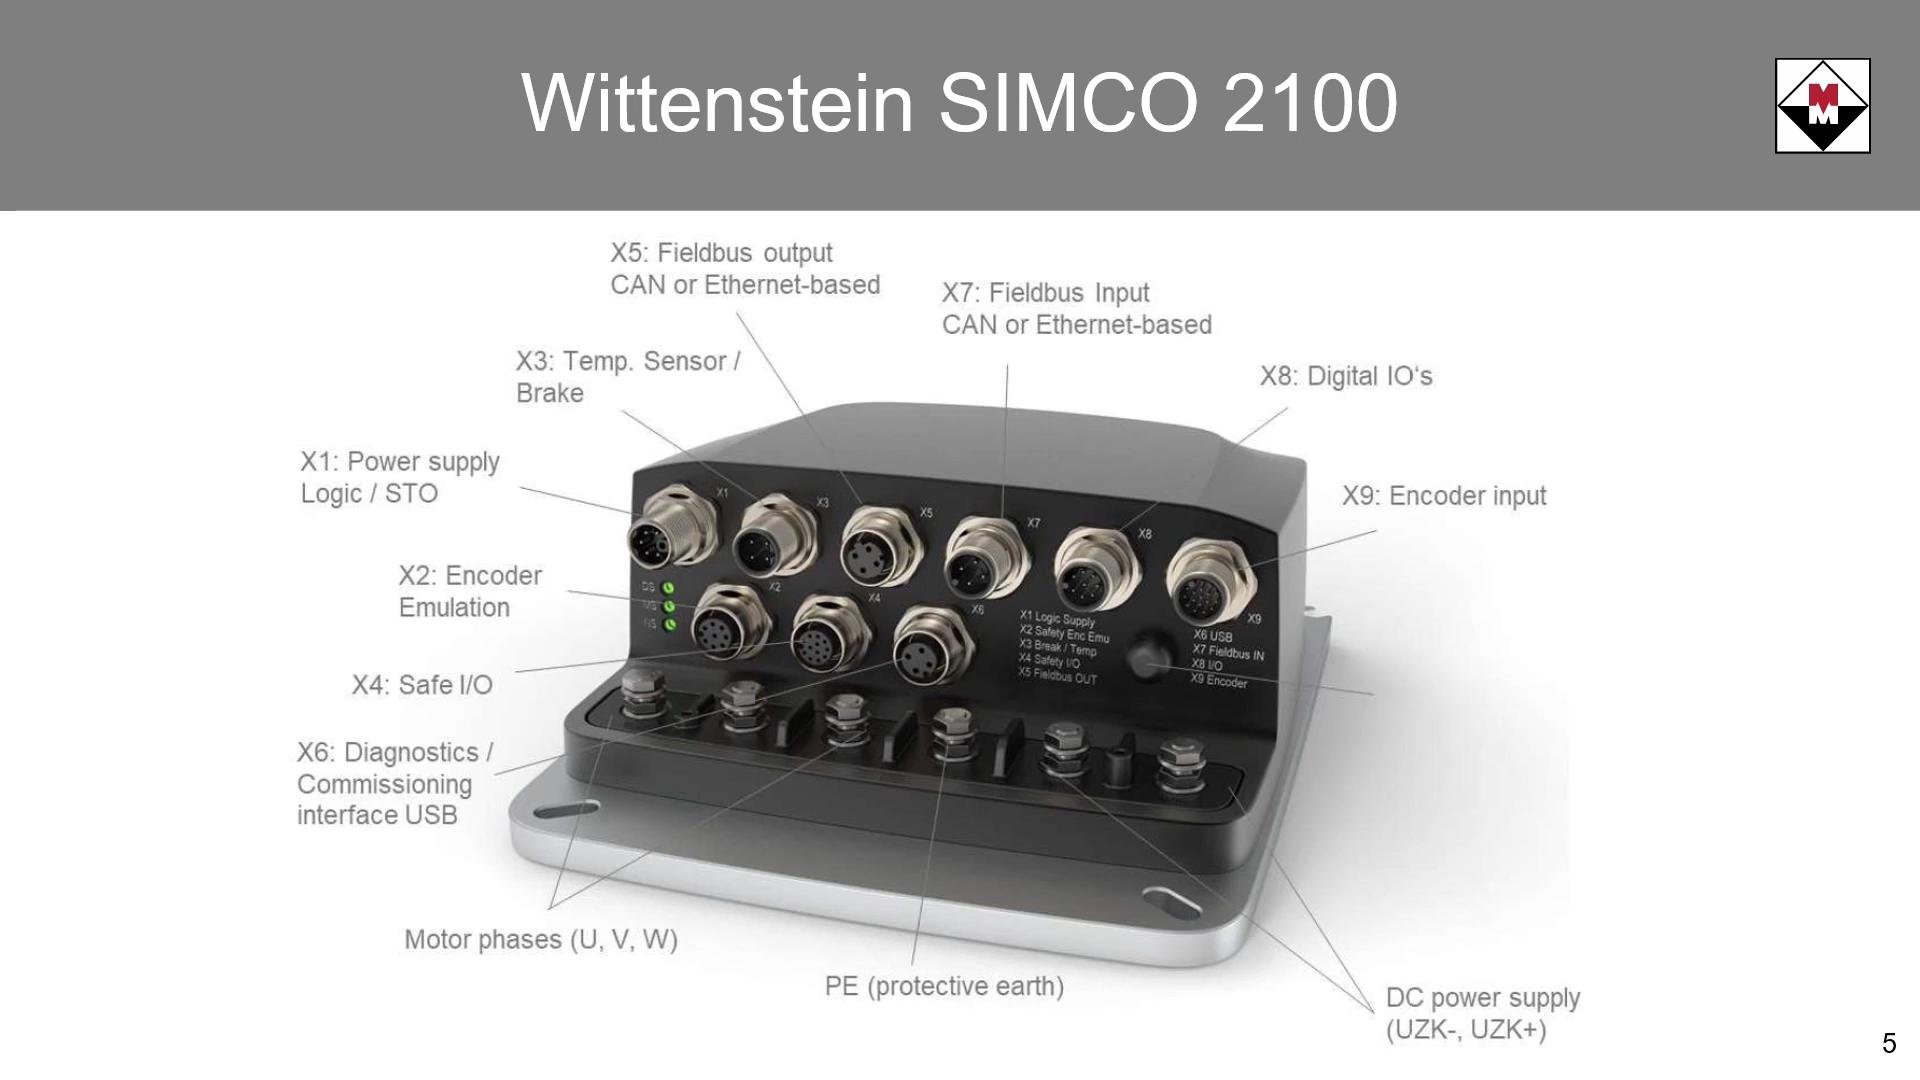 Wittenstein SIMCO 2100
M
M
X5: Fieldbus output
CAN or Ethernet-based
X7: Fieldbus Input
CAN or Ethernet-based
X3: Temp. Sensor /
Brake
X8: Digital IO‘s
X1: Power supply
Logic / STO
X9: Encoder input
X2: Encoder
Emulation
X4: Safe I/O
X6: Diagnostics /
Commissioning
interface USB
Motor phases (U, V, W)
PE (protective earth)
DC power supply
(UZK-, UZK+)
X1
X3
X5
X7
X8
X9
X2
X4
X6
DS
MS
NS
X1 Logic Supply
X2 Safety Enc Emu
X3 Break / Temp
X4 Safety I/O
X5 Fieldbus OUT
X6 USB
X7 Fieldbus IN
X8 I/O
X9 Encoder
5